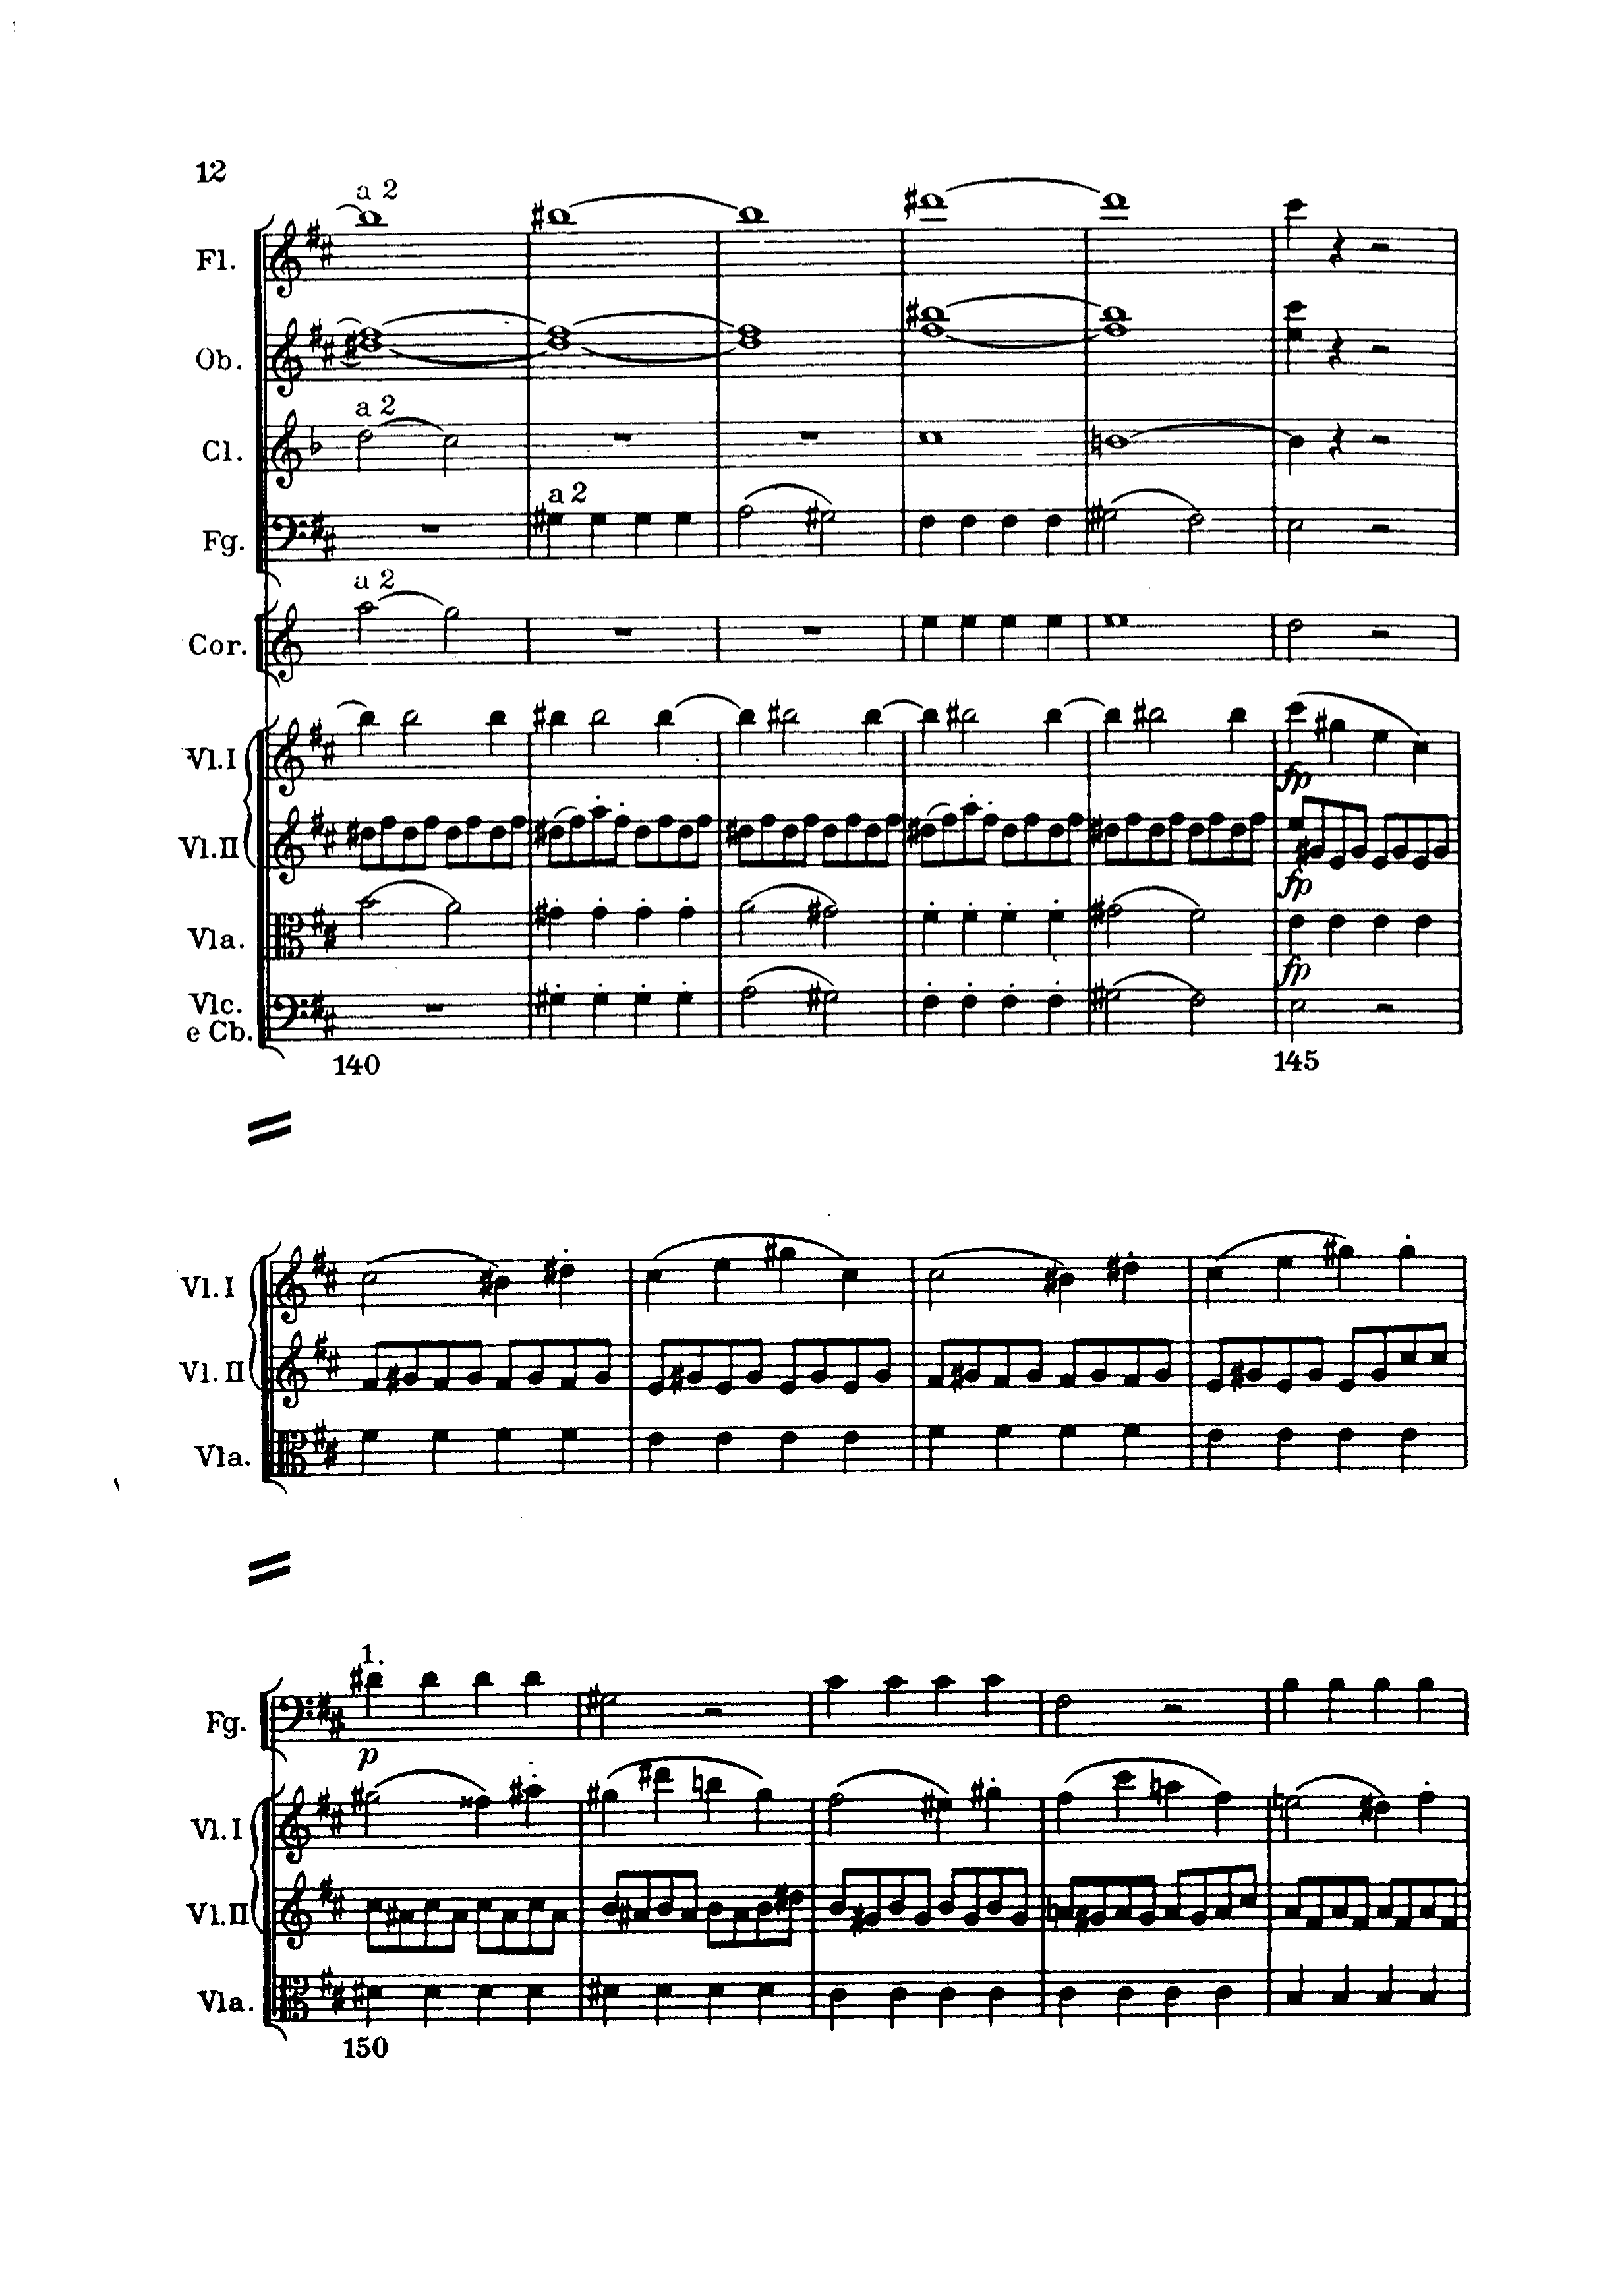 12
a 2
Fl.
Ob.
a 2
Cl.
a 2
Fg.
a 2
Cor.
Vl.I
fp
Vl.II
fp
Vla.
fp
Vlc.
e Cb.
140
145
Vl.I
Vl.II
Vla.
1.
Fg.
p
Vl.I
Vl.II
Vla.
150